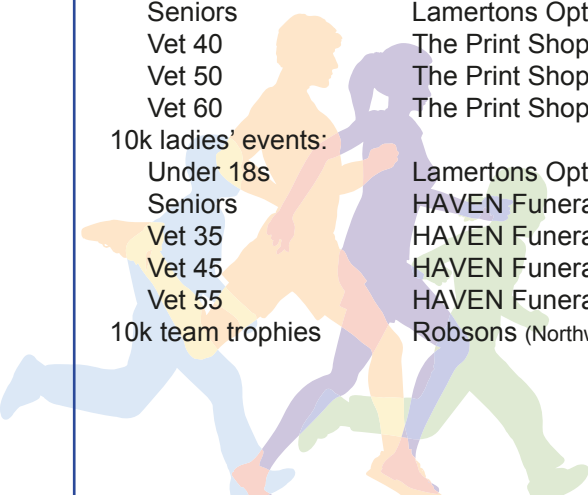 Seniors Lamertons Opt
Vet 40 The Print Shop
Vet 50 The Print Shop
Vet 60 The Print Shop
10k ladies’ events:
Under 18s Lamertons Opt
Seniors HAVEN Funera
Vet 35 HAVEN Funera
Vet 45 HAVEN Funera
Vet 55 HAVEN Funera
10k team trophies Robsons (Northw